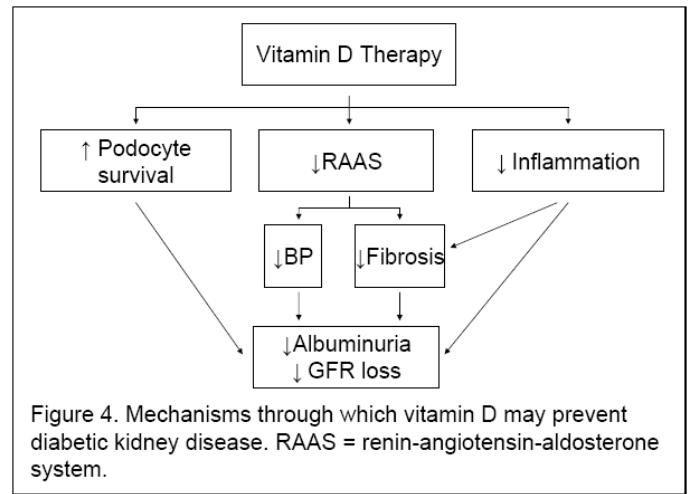 Vitamin D Therapy
↑ Podocyte
survival
↓RAAS
↓ Inflammation
↓BP
↓Fibrosis
↓Albuminuria
↓ GFR loss
Figure 4. Mechanisms through which vitamin D may prevent
diabetic kidney disease. RAAS = renin-angiotensin-aldosterone
system.